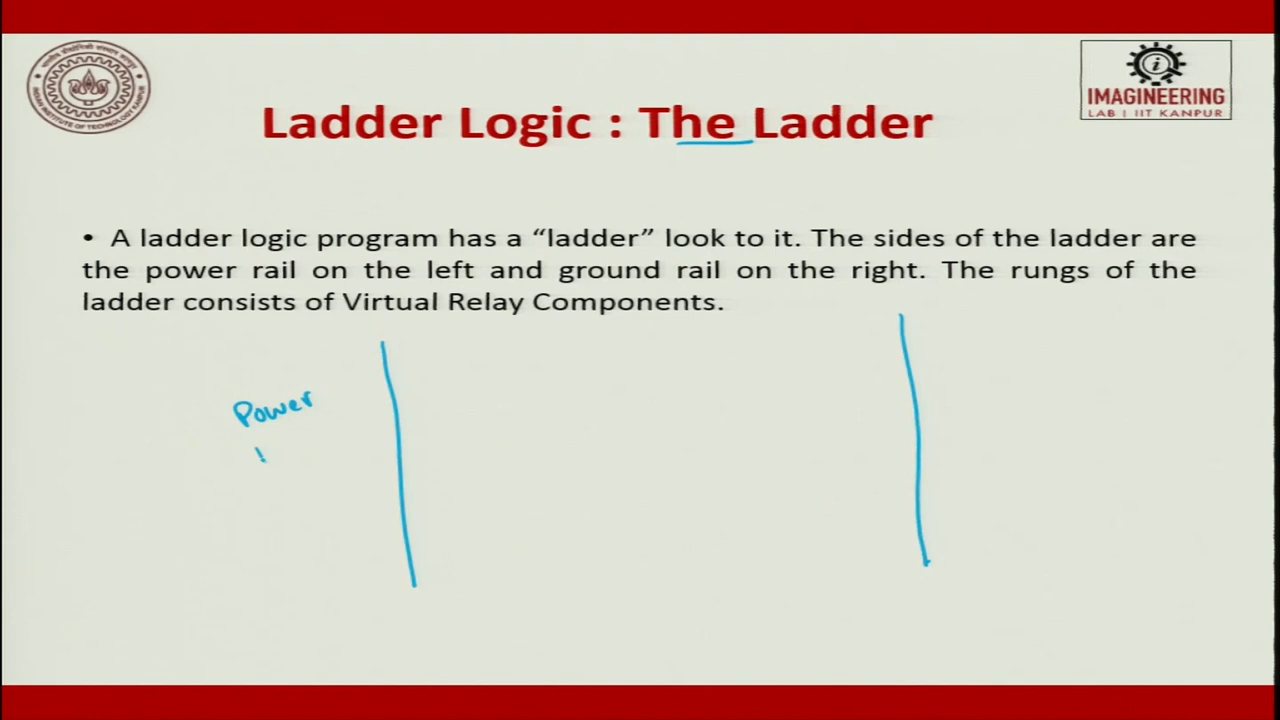 Ladder Logic : The Ladder
IMAGINEERING
LAB | IIT KANPUR
• A ladder logic program has a “ladder” look to it. The sides of the ladder are
the power rail on the left and ground rail on the right. The rungs of the
ladder consists of Virtual Relay Components.
Power